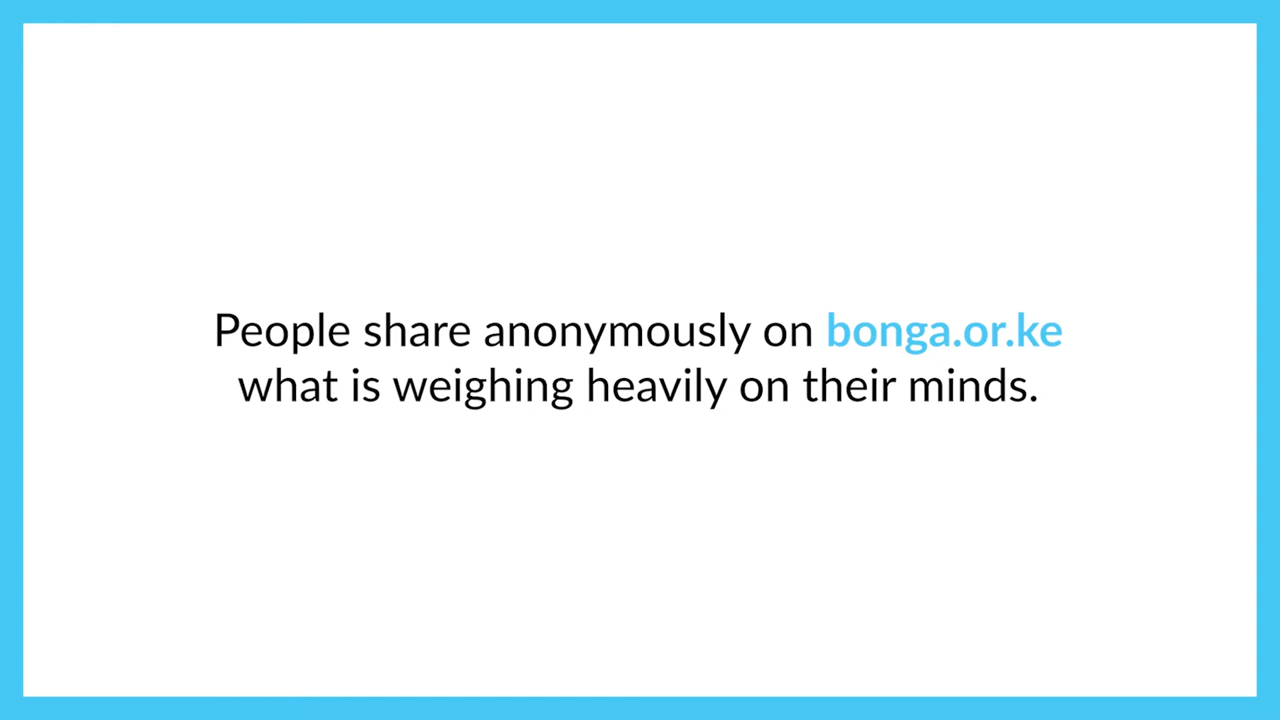 People share anonymously on bonga.or.ke
what is weighing heavily on their minds.